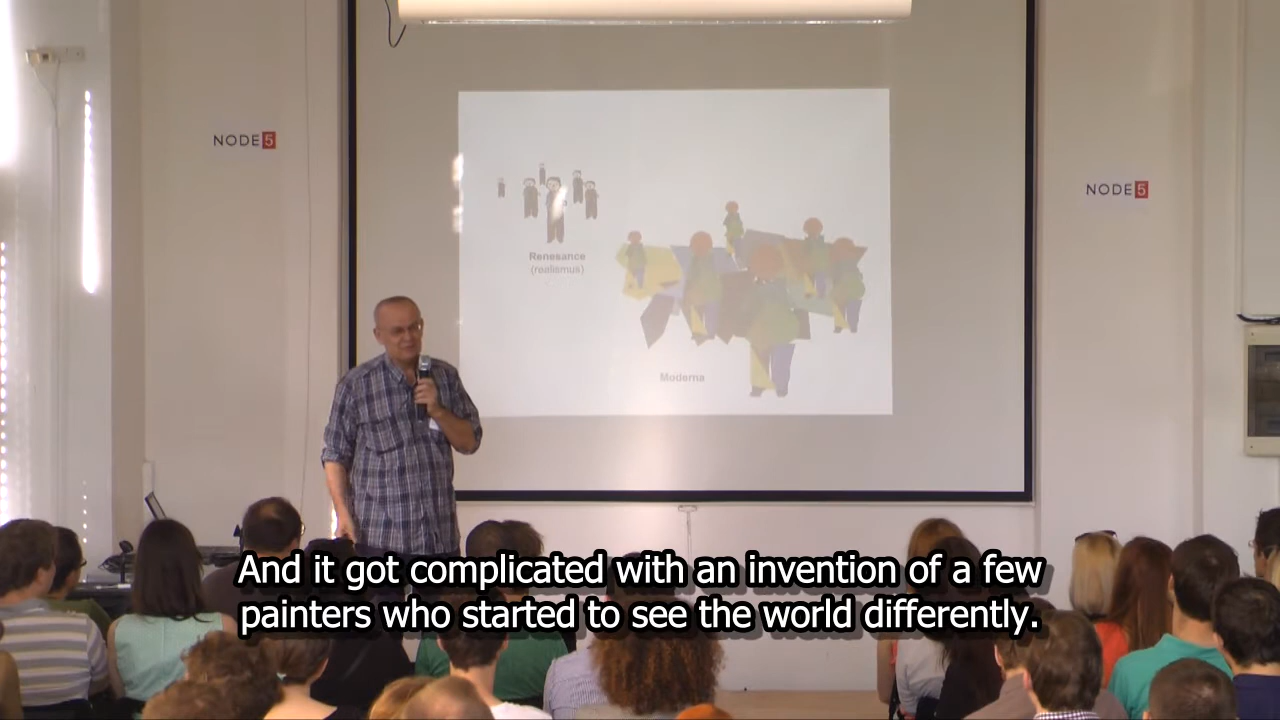 NODE5
NODE5
Renesance
(realismus)
Moderna
And it got complicated with an invention of a few
painters who started to see the world differently.